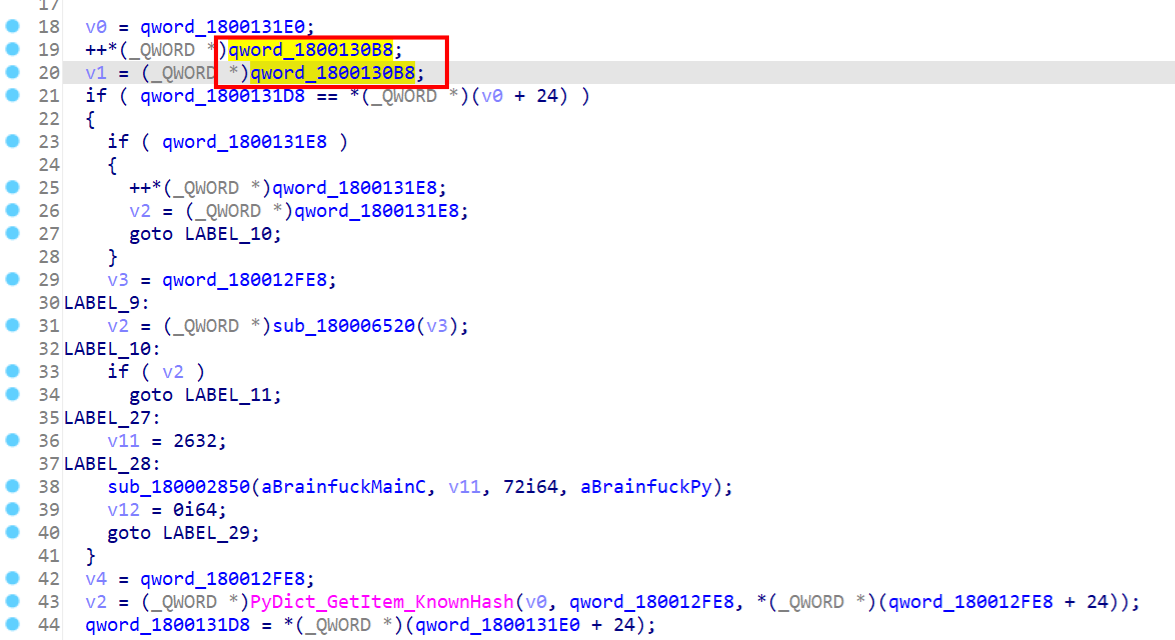 17
18 v0 = qword_1800131E0;
19 ++*(_QWORD *)qword_1800130B8;
20 v1 = (_QWORD *)qword_1800130B8;
21 if ( qword_1800131D8 == *(_QWORD *)(v0 + 24) )
22 {
23 if ( qword_1800131E8 )
24 {
25 ++*(_QWORD *)qword_1800131E8;
26 v2 = (_QWORD *)qword_1800131E8;
27 goto LABEL_10;
28 }
29 v3 = qword_180012FE8;
30 LABEL_9:
31 v2 = (_QWORD *)sub_180006520(v3);
32 LABEL_10:
33 if ( v2 )
34 goto LABEL_11;
35 LABEL_27:
36 v11 = 2632;
37 LABEL_28:
38 sub_180002850(aBrainfuckMainC, v11, 72i64, aBrainfuckPy);
39 v12 = 0i64;
40 goto LABEL_29;
41 }
42 v4 = qword_180012FE8;
43 v2 = (_QWORD *)PyDict_GetItem_KnownHash(v0, qword_180012FE8, *(_QWORD *)(qword_180012FE8 + 24));
44 qword_1800131D8 = *(_QWORD *)(qword_1800131E0 + 24);